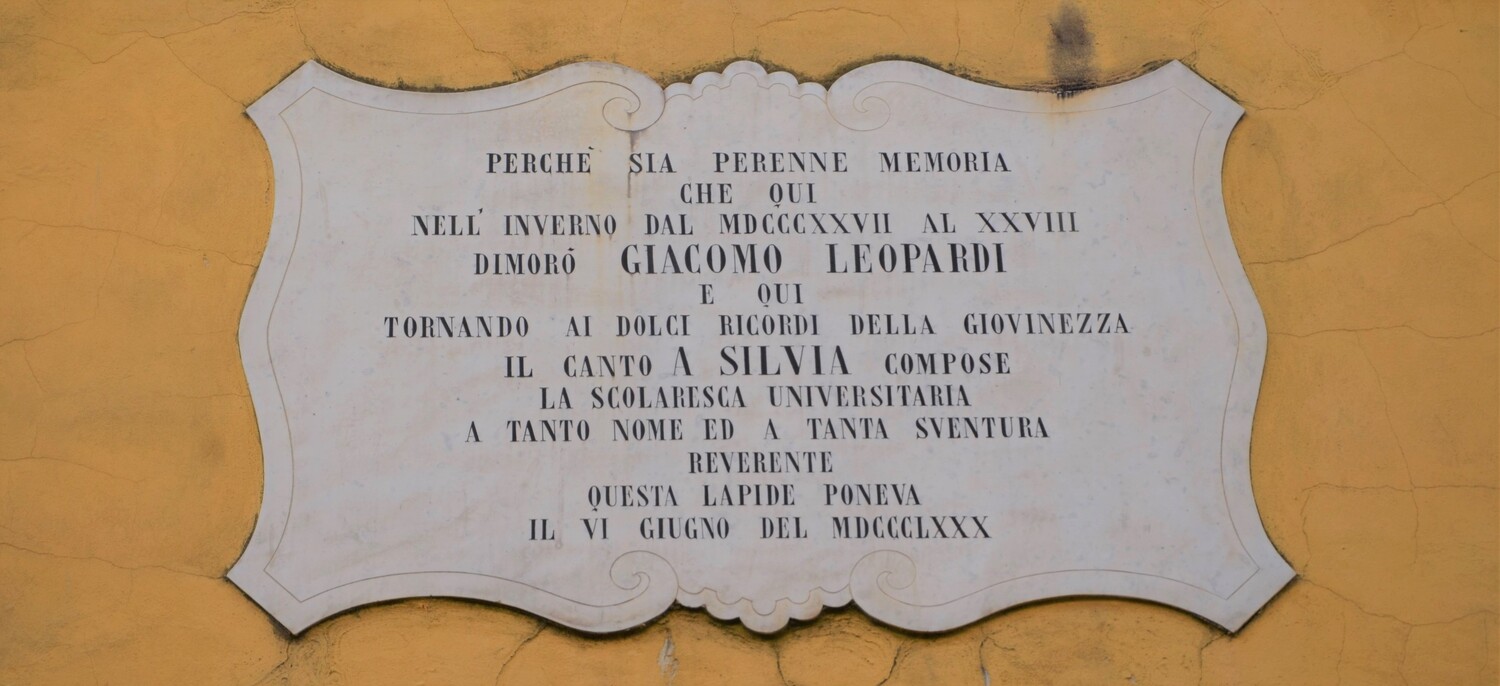 PERCHÈ SIA PERENNE MEMORIA
CHE QUI
NELL' INVERNO DAL MDCCCXXVII AL XXVIII
DIMORÒ GIACOMO LEOPARDI
E QUI
TORNANDO AI DOLCI RICORDI DELLA GIOVINEZZA
IL CANTO A SILVIA COMPOSE
LA SCOLARESCA UNIVERSITARIA
A TANTO NOME ED A TANTA SVENTURA
REVERENTE
QUESTA LAPIDE PONEVA
IL VI GIUGNO DEL MDCCCLXXX